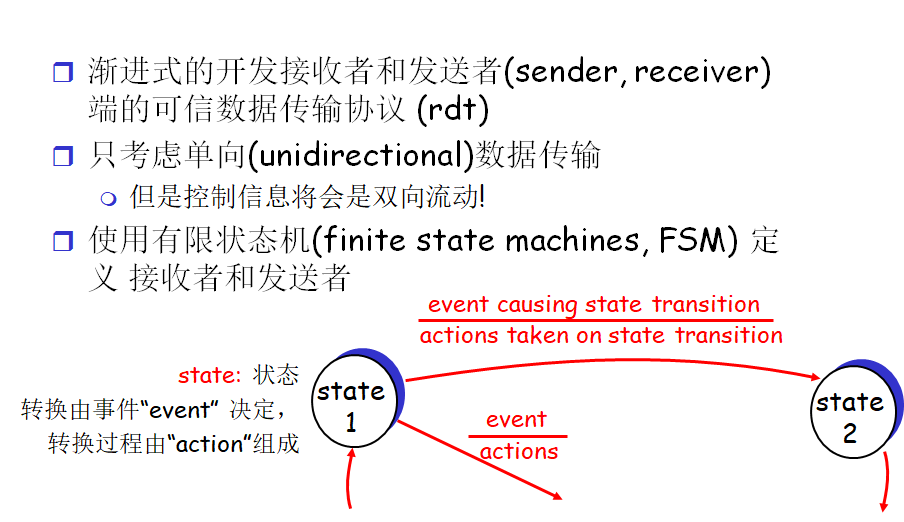 渐进式的开发接收者和发送者(sender, receiver)
端的可信数据传输协议 (rdt)
只考虑单向(unidirectional)数据传输
但是控制信息将会是双向流动!
使用有限状态机(finite state machines, FSM) 定
义 接收者和发送者
event causing state transition
actions taken on state transition
state: 状态
转换由事件“event” 决定，
转换过程由“action”组成
state
1
event
actions
state
2